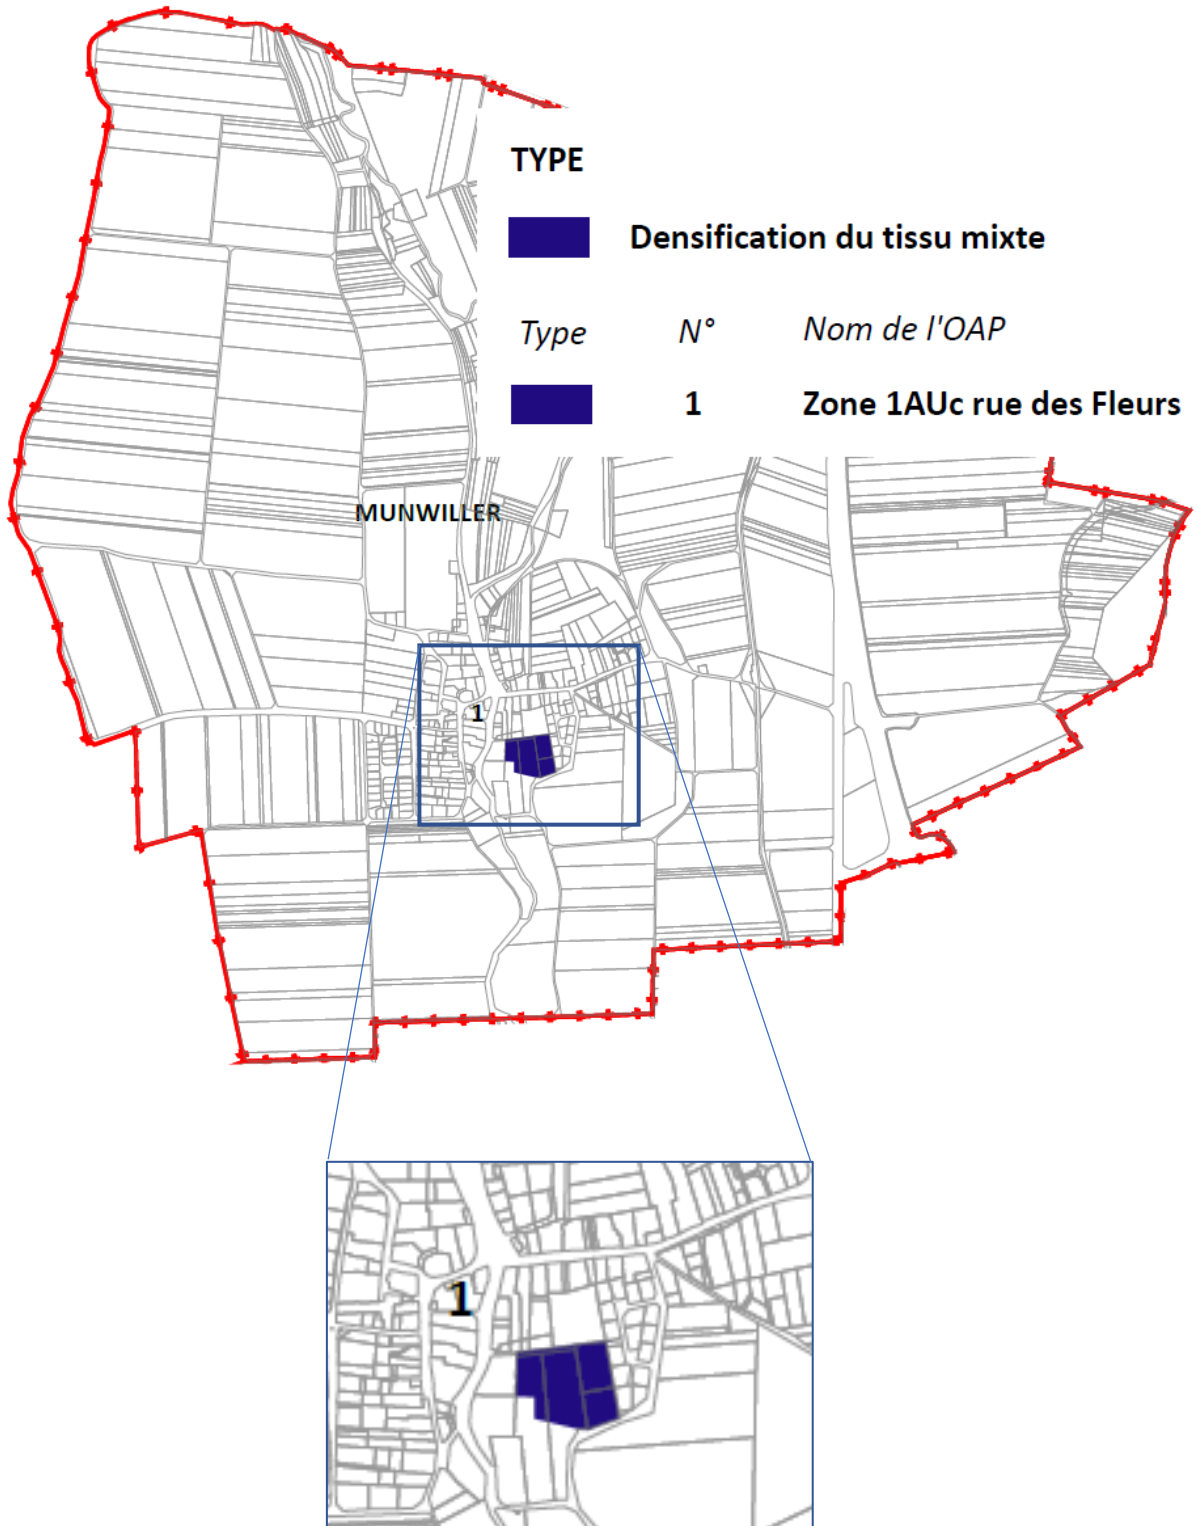 TYPE
Densification du tissu mixte
Type N° Nom de l'OAP
1 Zone 1AUc rue des Fleurs
MUNWILLER
1
1